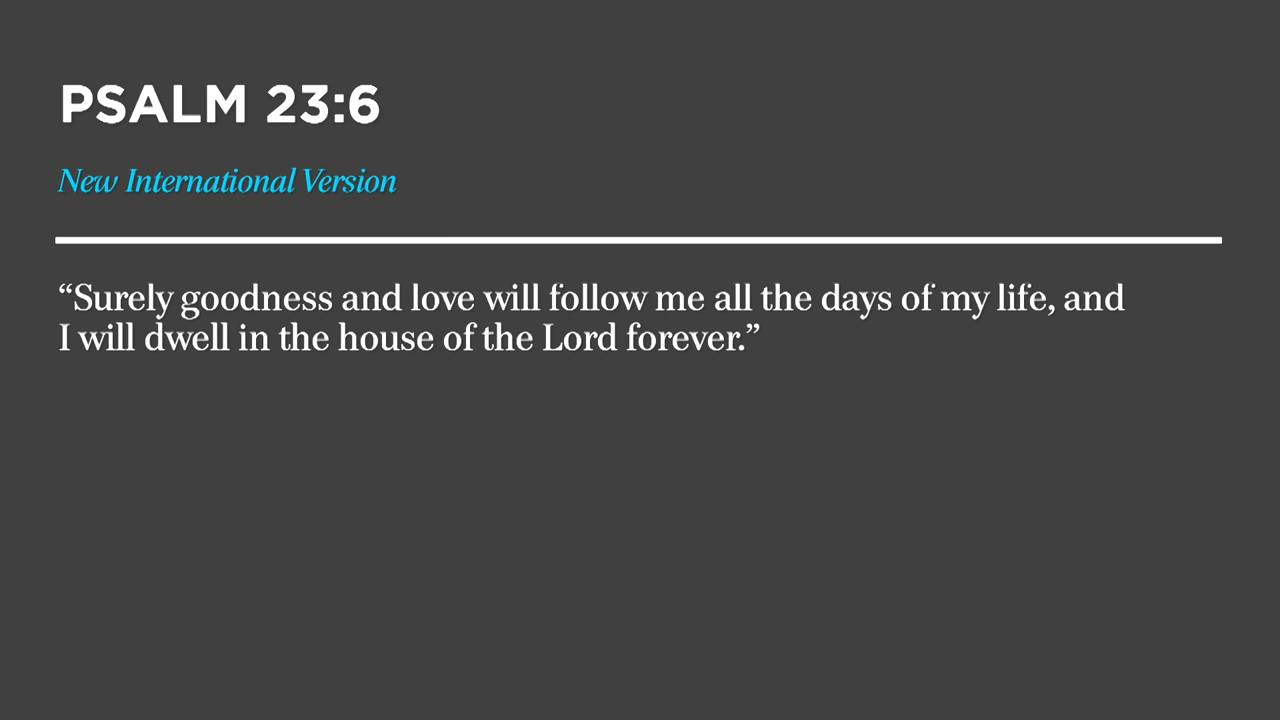 PSALM 23:6
New International Version
“Surely goodness and love will follow me all the days of my life, and
I will dwell in the house of the Lord forever.”